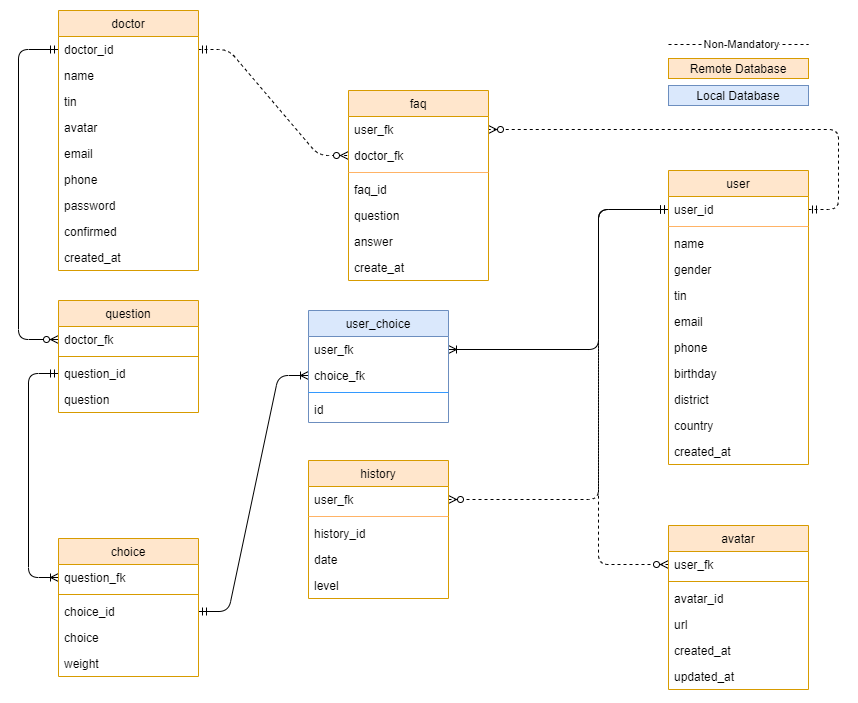 doctor
doctor_id
name
tin
avatar
email
phone
password
confirmed
created_at
Non-Mandatory
Remote Database
Local Database
faq
user_fk
doctor_fk
faq_id
question
answer
create_at
user
user_id
name
gender
tin
email
phone
birthday
district
country
created_at
question
doctor_fk
question_id
question
user_choice
user_fk
choice_fk
id
history
user_fk
history_id
date
level
choice
question_fk
choice_id
choice
weight
avatar
user_fk
avatar_id
url
created_at
updated_at